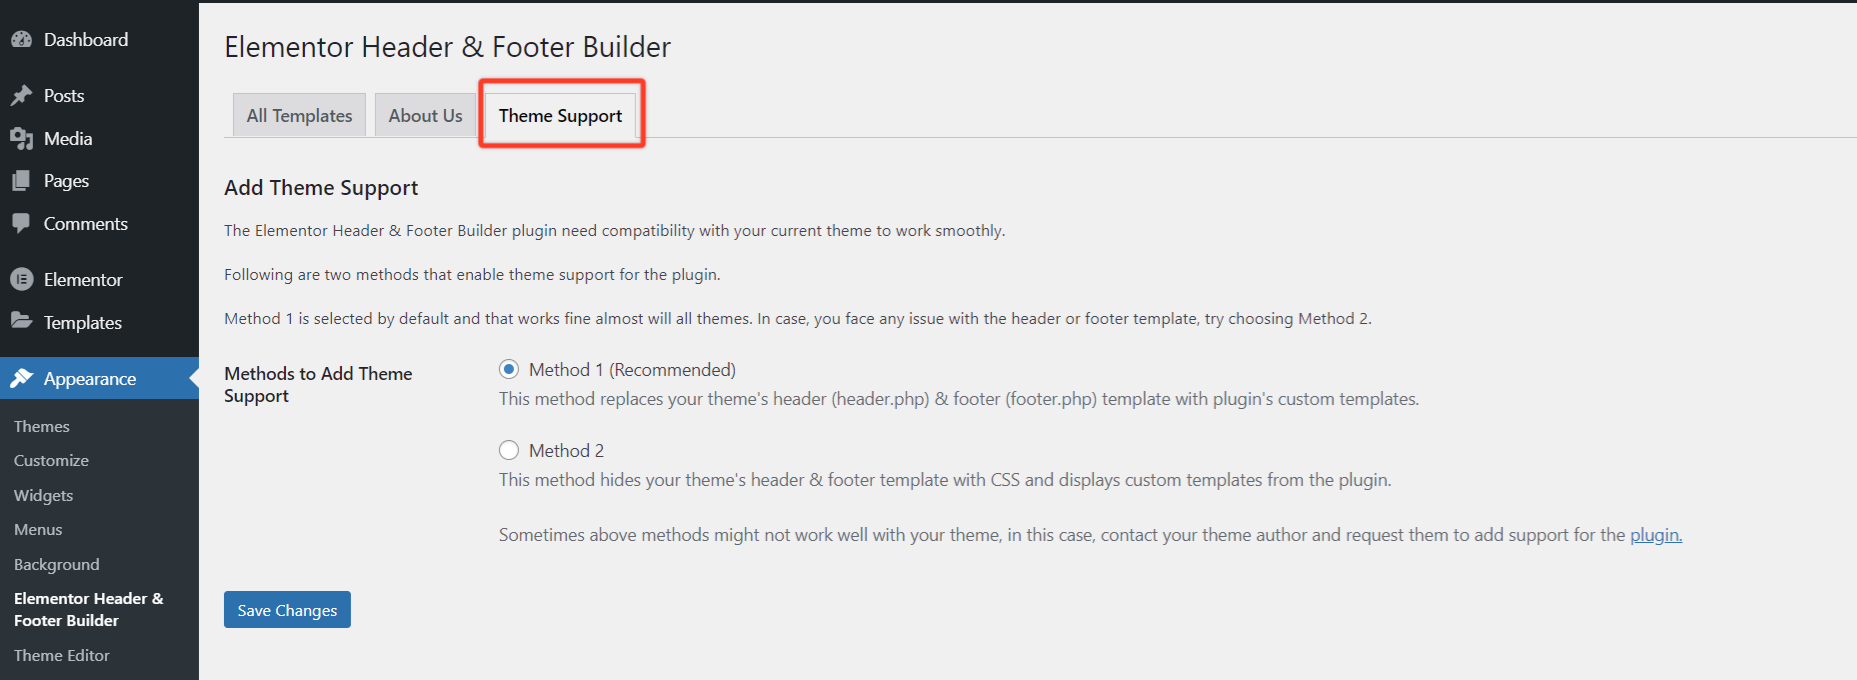 Dashboard
Posts
Media
Pages
Comments
Elementor
Templates
Appearance
Themes
Customize
Widgets
Menus
Background
Elementor Header &
Footer Builder
Theme Editor
Elementor Header & Footer Builder
All Templates
About Us
Theme Support
Add Theme Support
The Elementor Header & Footer Builder plugin need compatibility with your current theme to work smoothly.
Following are two methods that enable theme support for the plugin.
Method 1 is selected by default and that works fine almost will all themes. In case, you face any issue with the header or footer template, try choosing Method 2.
Methods to Add Theme
Support
Method 1 (Recommended)
This method replaces your theme's header (header.php) & footer (footer.php) template with plugin's custom templates.
Method 2
This method hides your theme's header & footer template with CSS and displays custom templates from the plugin.
Sometimes above methods might not work well with your theme, in this case, contact your theme author and request them to add support for the plugin.
Save Changes